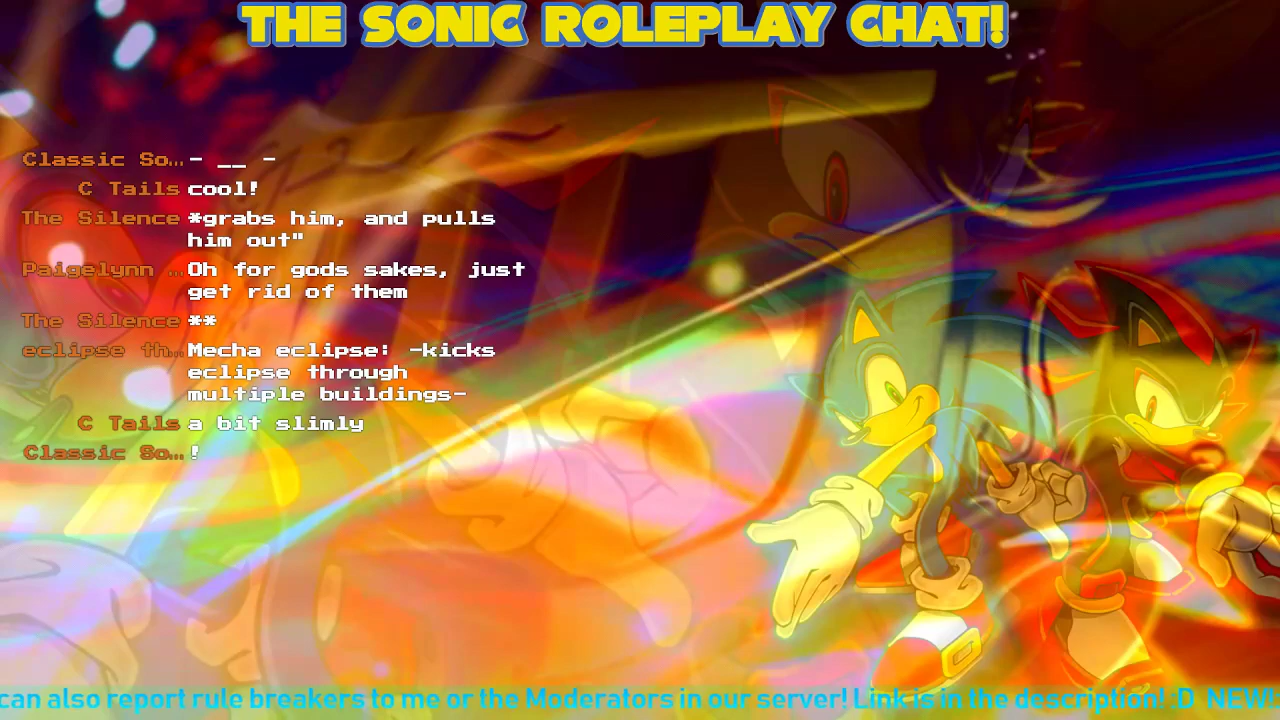 THE SONIC ROLEPLAY CHAT!
Classic So… - __ -
C Tails cool!
The Silence *grabs him, and pulls
him out"
Paigelynn … Oh for gods sakes, just
get rid of them
The Silence **
eclipse th… Mecha eclipse: -kicks
eclipse through
multiple buildings-
C Tails a bit slimly
Classic So… !
can also report rule breakers to me or the Moderators in our server! Link is in the description! :D NEW!